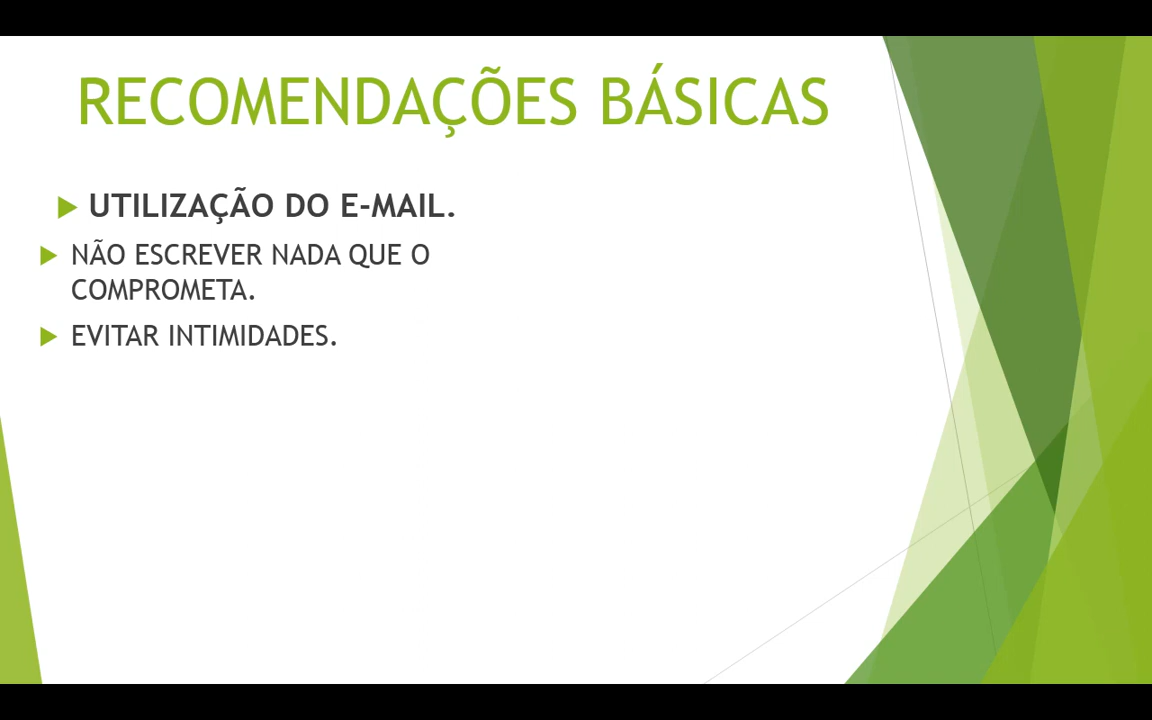 RECOMENDAÇÕES BÁSICAS
UTILIZAÇÃO DO E-MAIL.
NÃO ESCREVER NADA QUE O
COMPROMETA.
EVITAR INTIMIDADES.